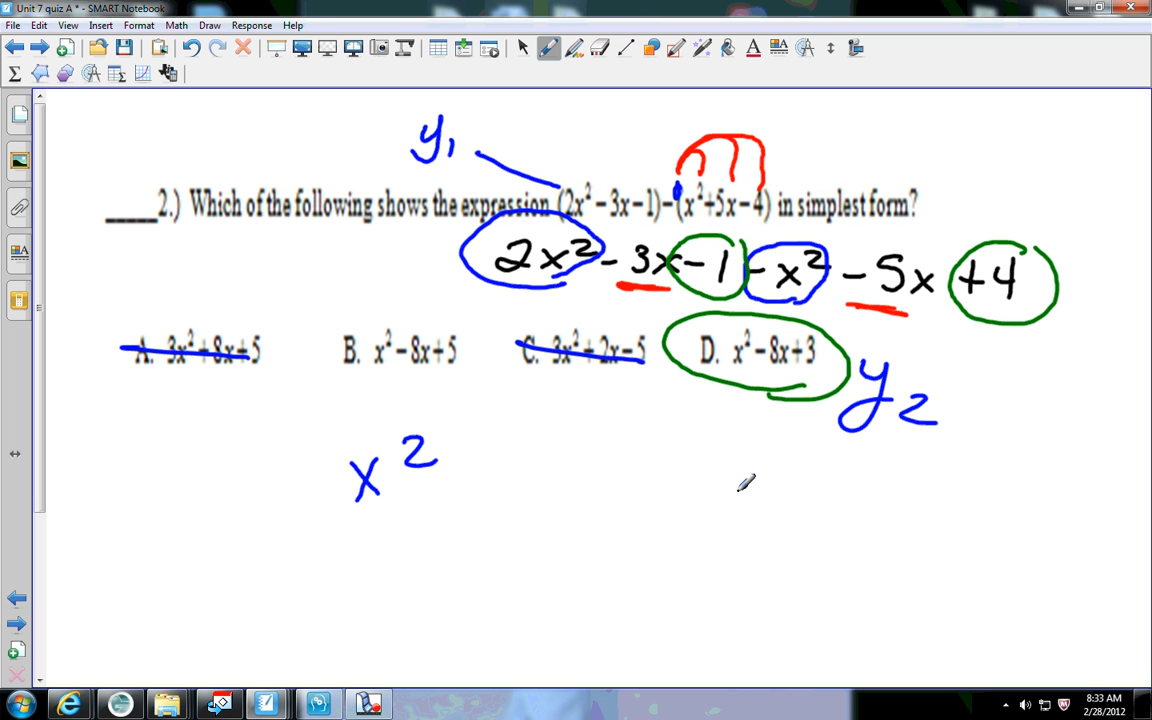 Unit 7 quiz A * - SMART Notebook
File Edit View Insert Format Math Draw Response Help
y₁
_____2.) Which of the following shows the expression (2x² – 3x – 1) – (x² +5x – 4) in simplest form?
2x² - 3x - 1 - x² - 5x + 4
A. 3x² + 8x + 5 B. x² – 8x + 5 C. 3x² + 2x – 5 D. x² – 8x + 3
y₂
x²
8:33 AM
2/28/2012